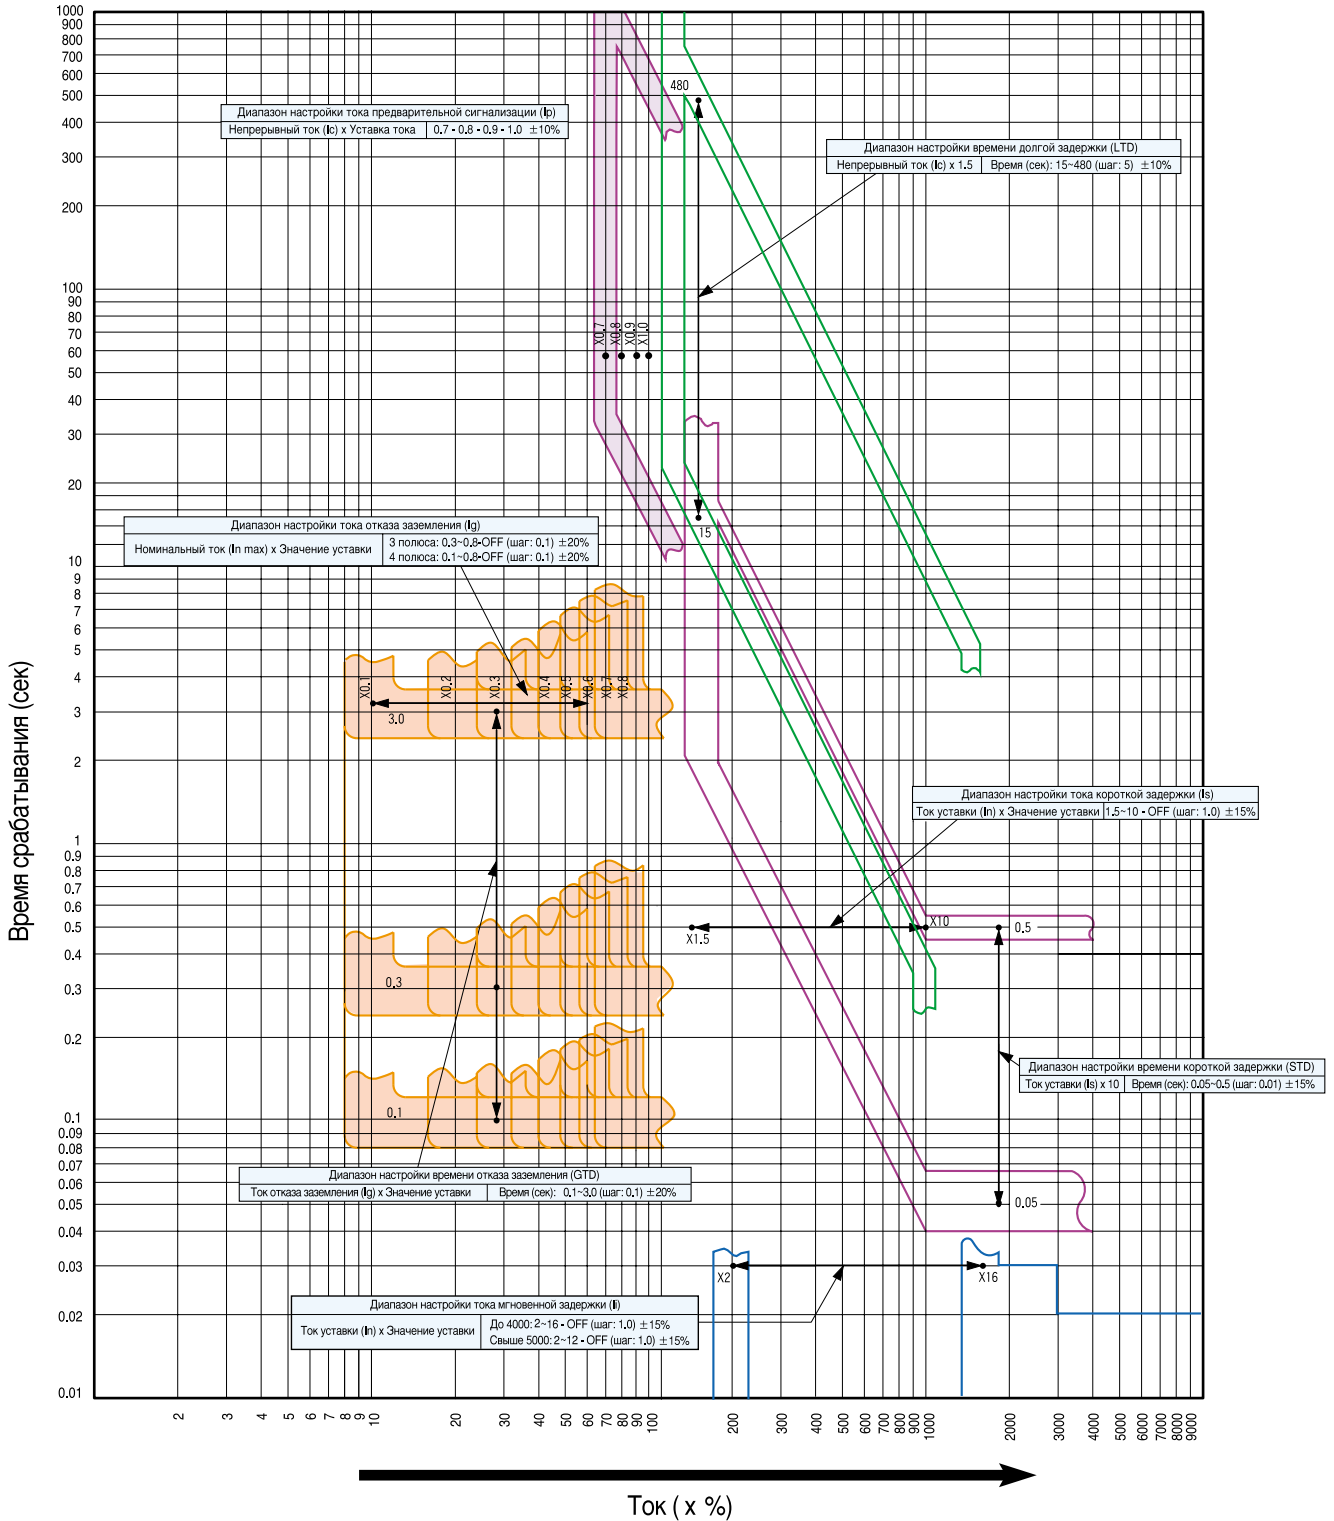 1000
900
800
700
600
500
400
300
200
100
90
80
70
60
50
40
30
20
10
9
8
7
6
5
4
3
2
1
0.9
0.8
0.7
0.6
0.5
0.4
0.3
0.2
0.1
0.09
0.08
0.07
0.06
0.05
0.04
0.03
0.02
0.01
Время срабатывания (сек)
480
Диапазон настройки тока предварительной сигнализации (Ip)
Непрерывный ток (Ic) x Уставка тока 0.7 - 0.8 - 0.9 - 1.0 ±10%
Диапазон настройки времени долгой задержки (LTD)
Непрерывный ток (Ic) x 1.5 Время (сек): 15~480 (шаг: 5) ±10%
X0.7
X0.8
X0.9
X1.0
15
Диапазон настройки тока отказа заземления (Ig)
Номинальный ток (In max) x Значение уставки
3 полюса: 0.3~0.8-OFF (шаг: 0.1) ±20%
4 полюса: 0.1~0.8-OFF (шаг: 0.1) ±20%
X0.1
X0.2
X0.3
X0.4
X0.5
X0.6
X0.7
X0.8
3.0
Диапазон настройки тока короткой задержки (Is)
Ток уставки (In) x Значение уставки 1.5~10 - OFF (шаг: 1.0) ±15%
X10
X1.5
0.5
0.3
Диапазон настройки времени короткой задержки (STD)
Ток уставки (Is) x 10 Время (сек): 0.05~0.5 (шаг: 0.01) ±15%
0.1
Диапазон настройки времени отказа заземления (GTD)
Ток отказа заземления (Ig) x Значение уставки Время (сек): 0.1~3.0 (шаг: 0.1) ±20%
0.05
X2
X16
Диапазон настройки тока мгновенной задержки (Ii)
Ток уставки (In) x Значение уставки
До 4000: 2~16 - OFF (шаг: 1.0) ±15%
Свыше 5000: 2~12 - OFF (шаг: 1.0) ±15%
2
3
4
5
6
7
8
9
10
20
30
40
50
60
70
80
90
100
200
300
400
500
600
700
800
900
1000
2000
3000
4000
5000
6000
7000
8000
9000
Ток ( x %)